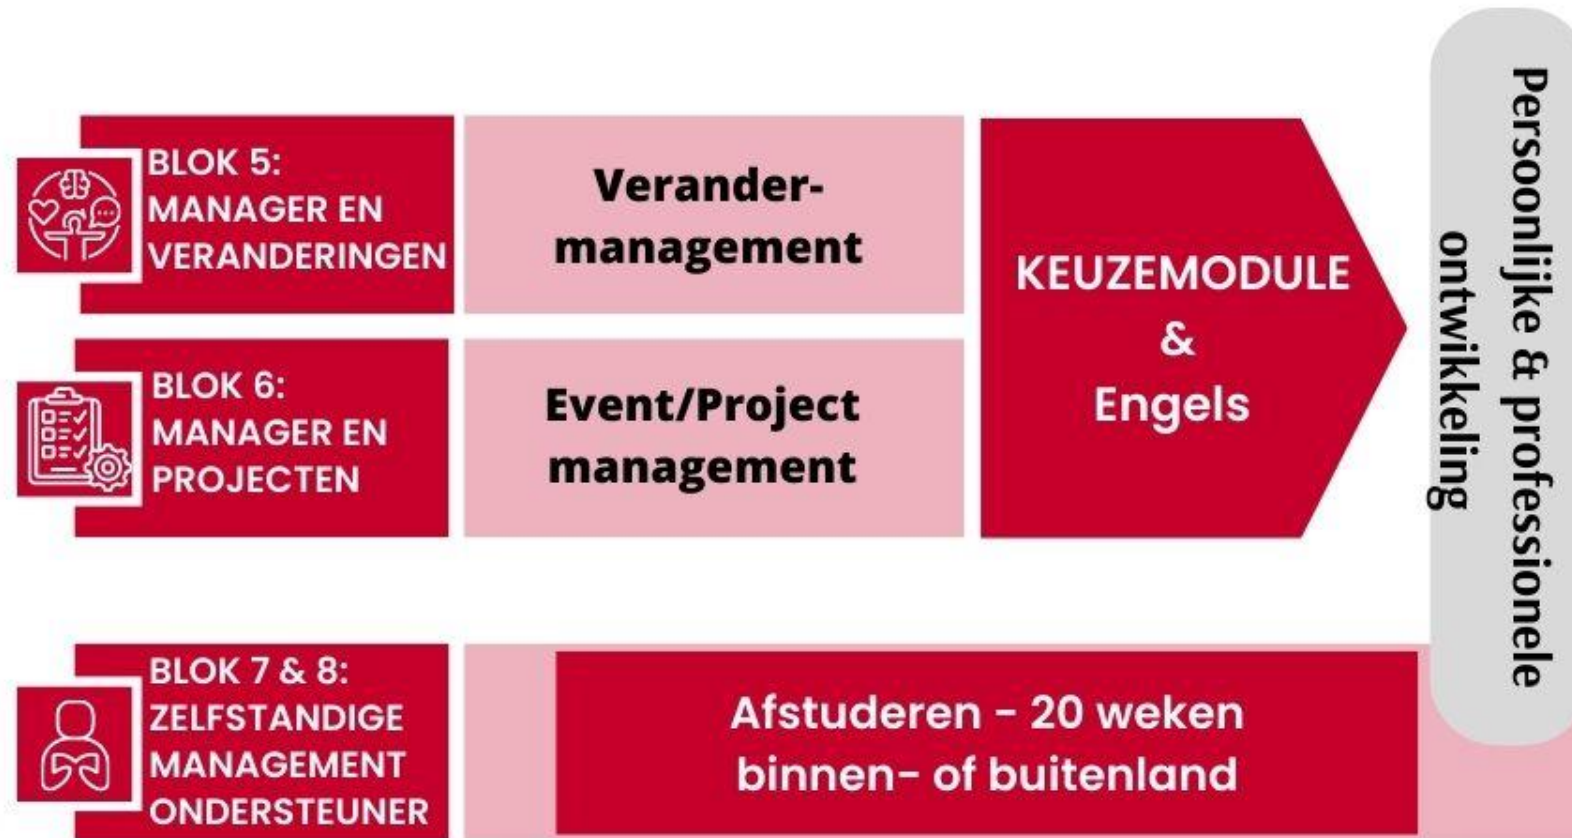 BLOK 5:
MANAGER EN
VERANDERINGEN
Verander-
management
BLOK 6:
MANAGER EN
PROJECTEN
Event/Project
management
KEUZEMODULE
&
Engels
Persoonlijke & professionele
ontwikkeling
BLOK 7 & 8:
ZELFSTANDIGE
MANAGEMENT
ONDERSTEUNER
Afstuderen - 20 weken
binnen- of buitenland